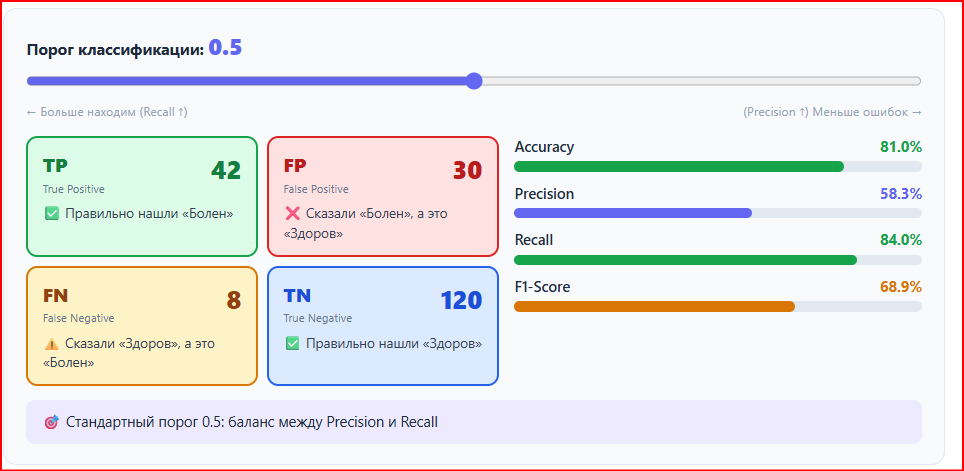 Порог классификации: 0.5
← Больше находим (Recall ↑)
(Precision ↑) Меньше ошибок →
TP
42
True Positive
✅ Правильно нашли «Болен»
FP
30
False Positive
❌ Сказали «Болен», а это
«Здоров»
FN
8
False Negative
⚠️ Сказали «Здоров», а это
«Болен»
TN
120
True Negative
✅ Правильно нашли «Здоров»
Accuracy
81.0%
Precision
58.3%
Recall
84.0%
F1-Score
68.9%
🎯 Стандартный порог 0.5: баланс между Precision и Recall